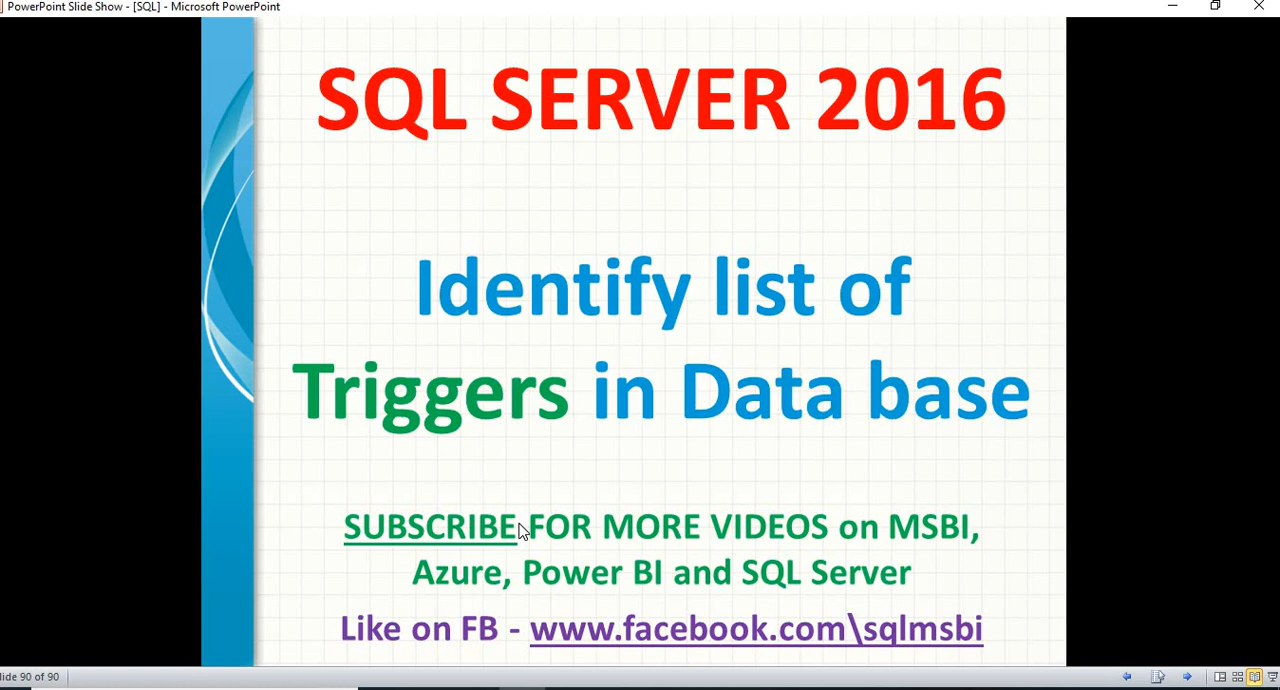 PowerPoint Slide Show - [SQL] - Microsoft PowerPoint
SQL SERVER 2016
Identify list of
Triggers in Data base
SUBSCRIBE FOR MORE VIDEOS on MSBI,
Azure, Power BI and SQL Server
Like on FB - www.facebook.com\sqlmsbi
lide 90 of 90